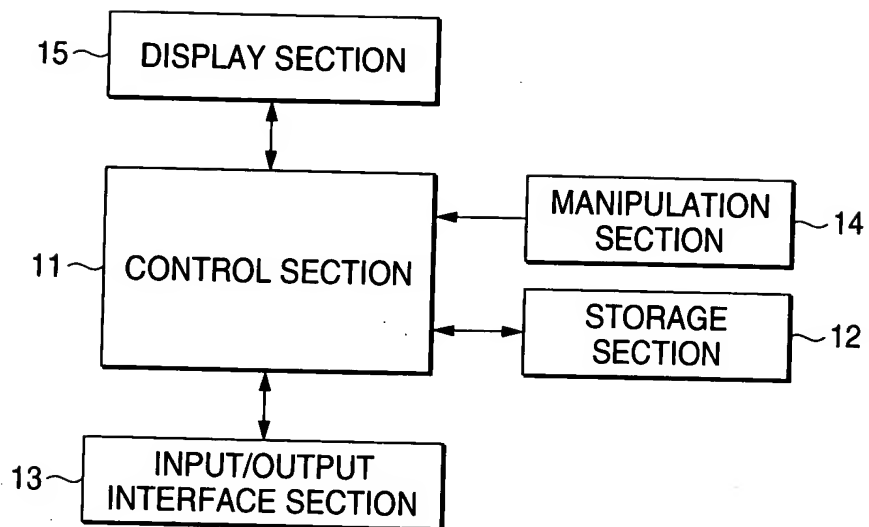 15
DISPLAY SECTION
11
CONTROL SECTION
MANIPULATION
SECTION
14
STORAGE
SECTION
12
13
INPUT/OUTPUT
INTERFACE SECTION